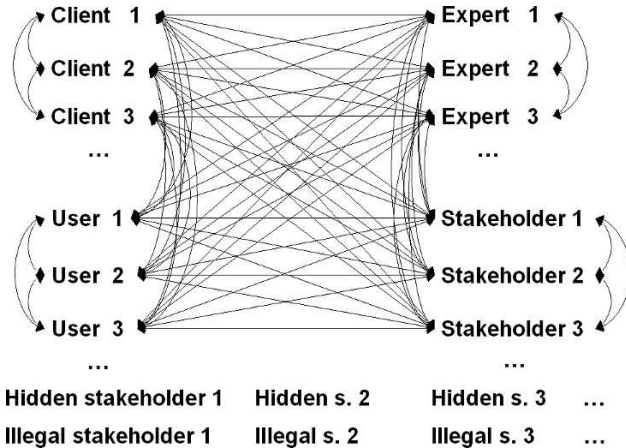 Client 1 Expert 1
Client 2 Expert 2
Client 3 Expert 3
... ...
User 1 Stakeholder 1
User 2 Stakeholder 2
User 3 Stakeholder 3
... ...
Hidden stakeholder 1 Hidden s. 2 Hidden s. 3 ...
Illegal stakeholder 1 Illegal s. 2 Illegal s. 3 ...